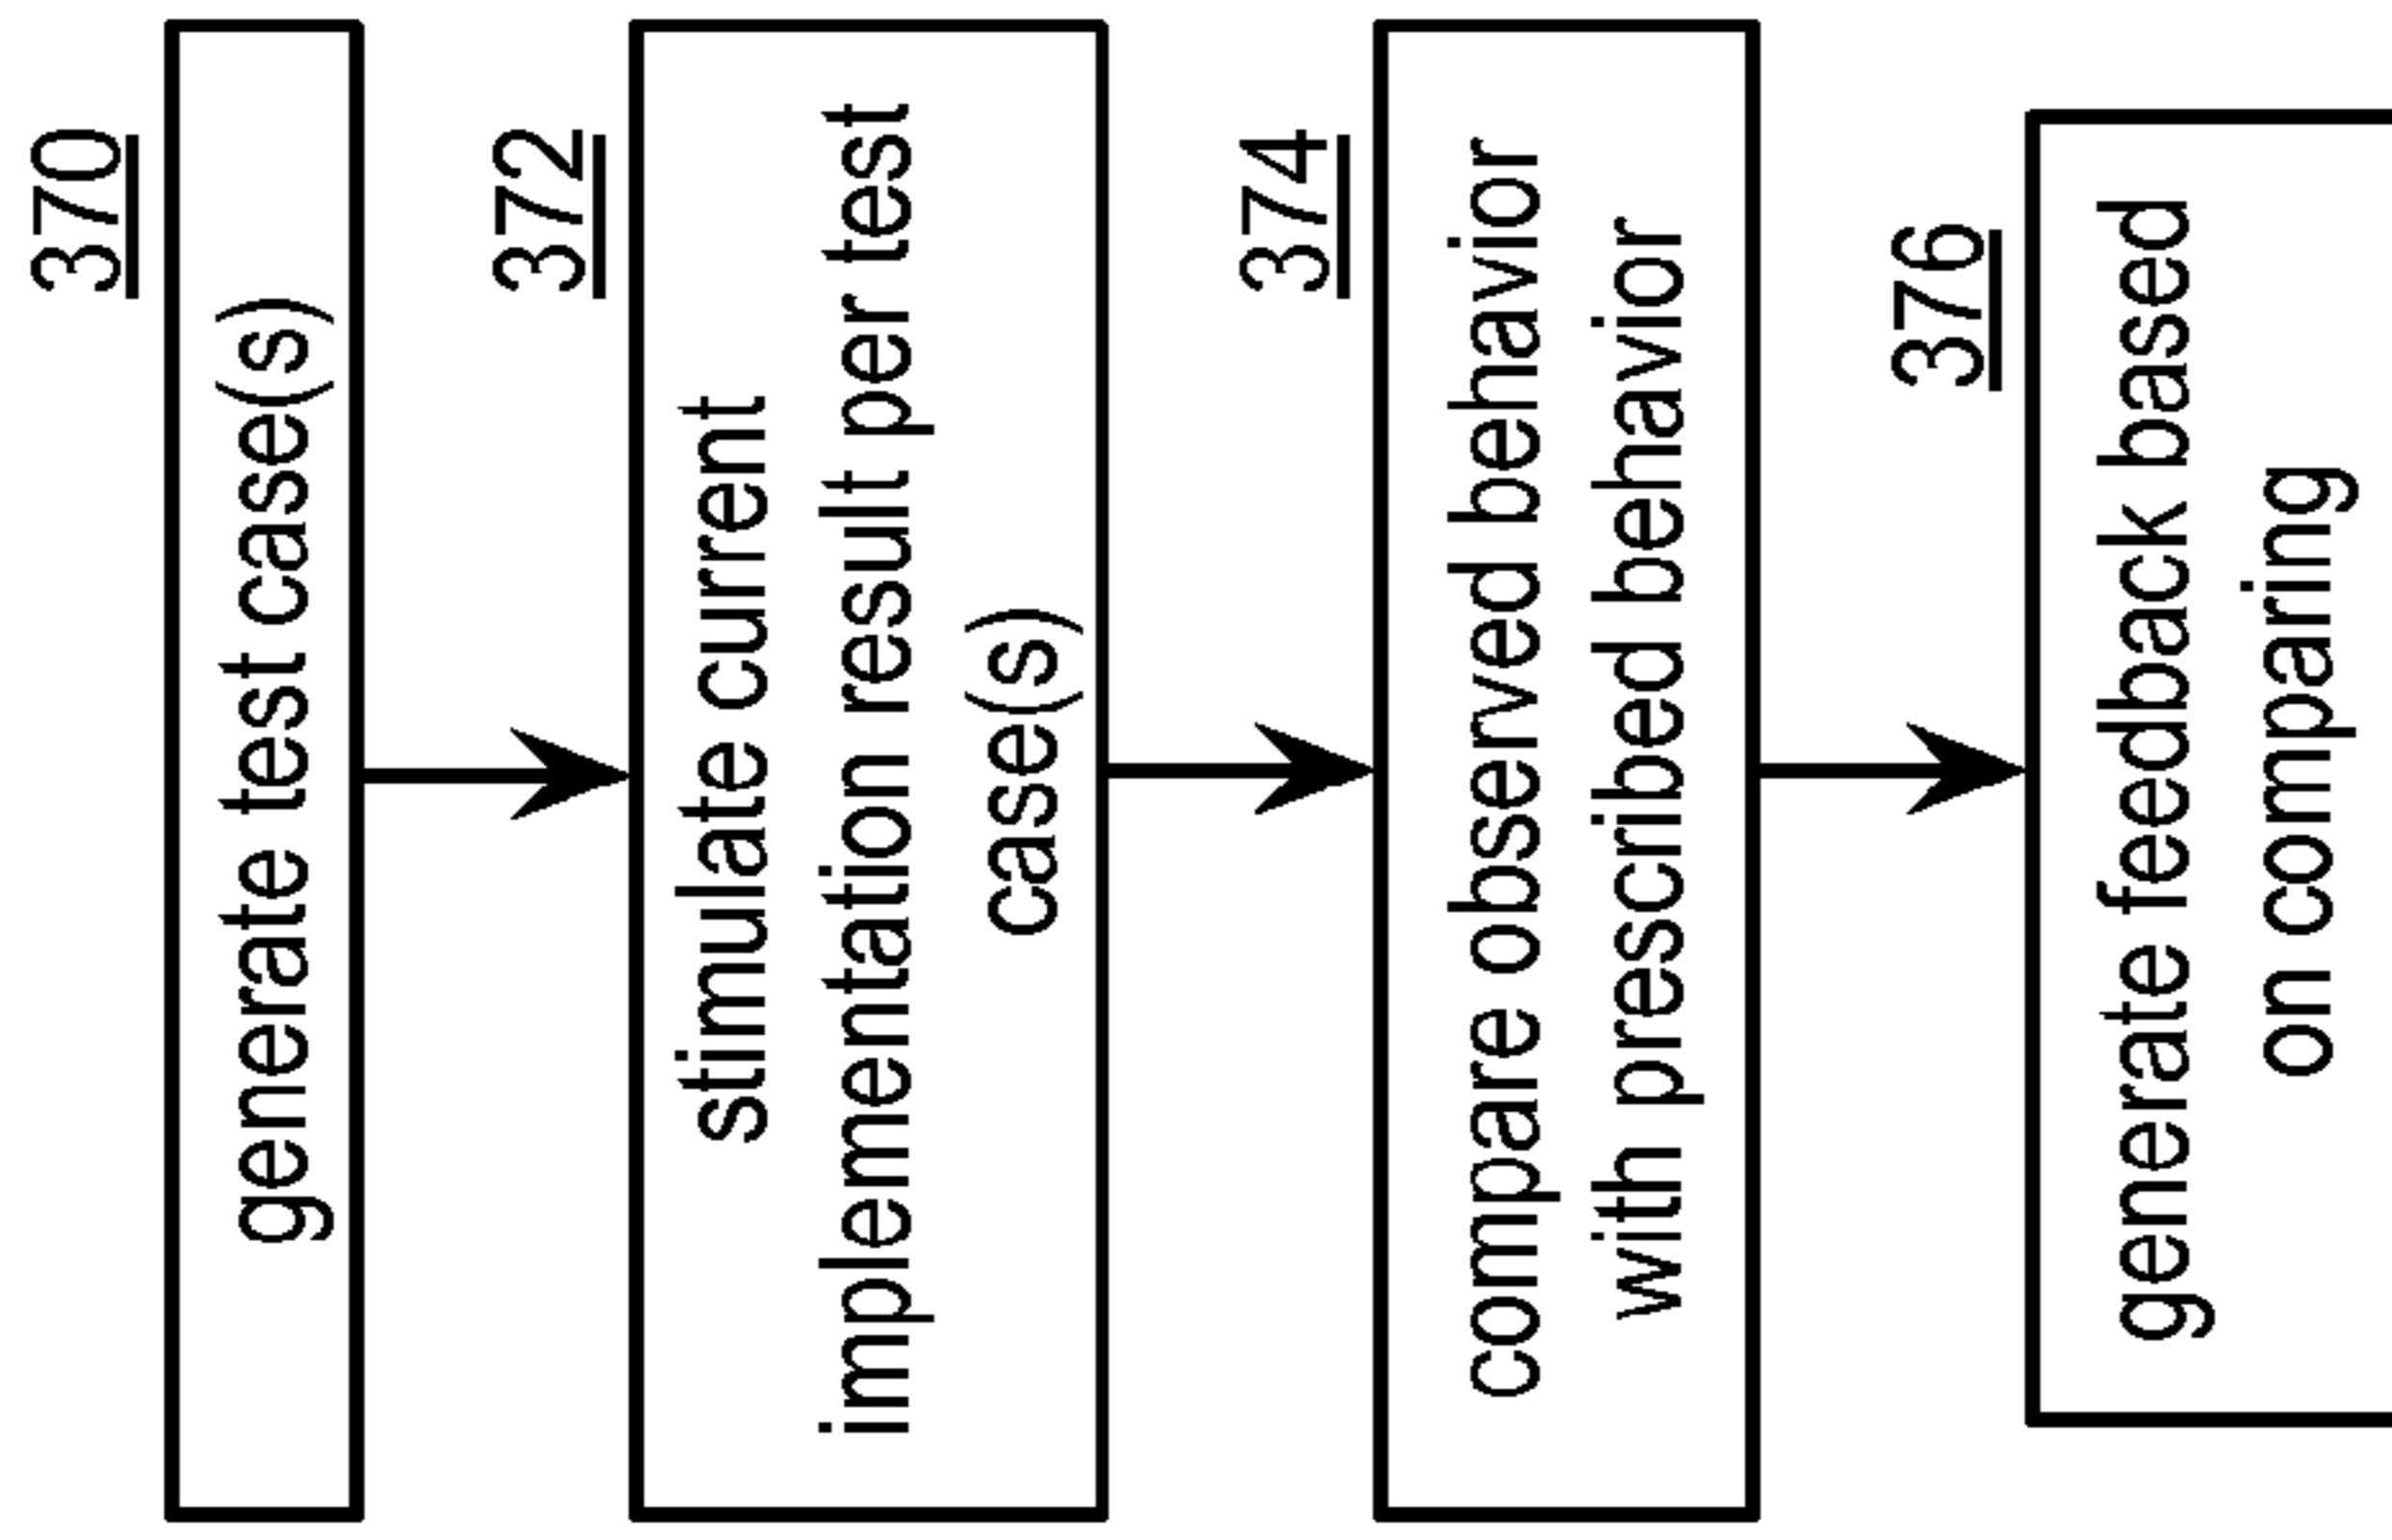 370
generate test case(s)
372
stimulate current
implementation result per test
case(s)
374
compare observed behavior
with prescribed behavior
376
generate feedback based
on comparing